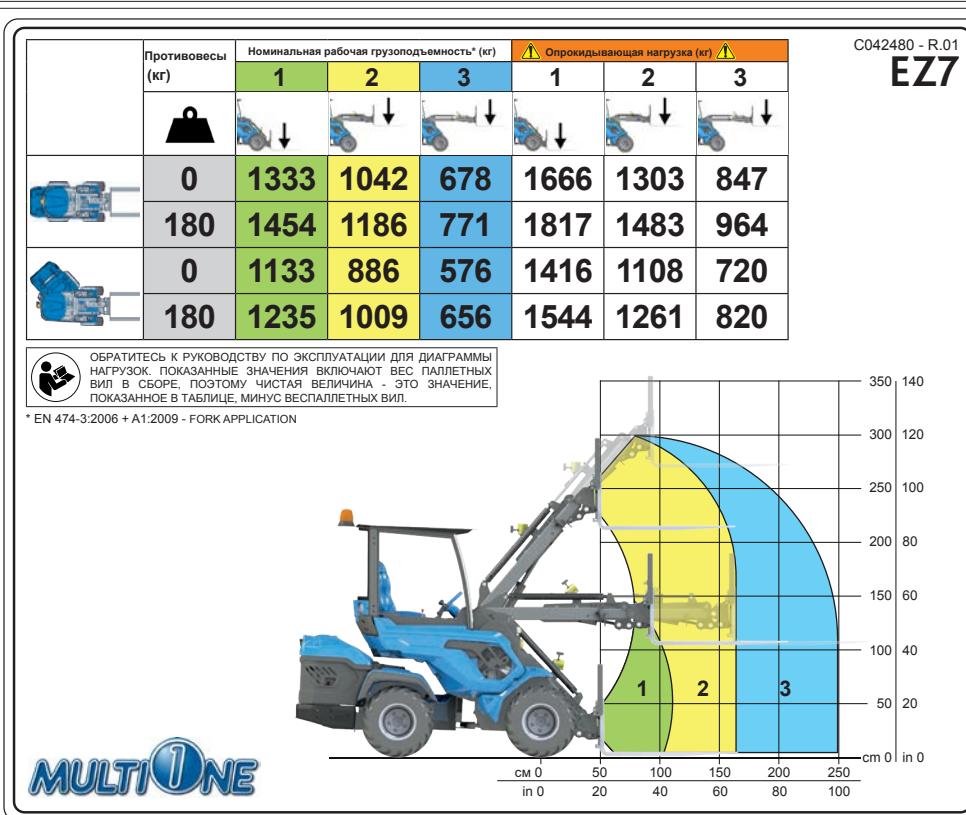 C042480 - R.01
EZ7
Противовесы (кг)
Номинальная рабочая грузоподъемность* (кг)
Опрокидывающая нагрузка (кг)
1 2 3 1 2 3
0 1333 1042 678 1666 1303 847
180 1454 1186 771 1817 1483 964
0 1133 886 576 1416 1108 720
180 1235 1009 656 1544 1261 820
ОБРАТИТЕСЬ К РУКОВОДСТВУ ПО ЭКСПЛУАТАЦИИ ДЛЯ ДИАГРАММЫ
НАГРУЗОК. ПОКАЗАННЫЕ ЗНАЧЕНИЯ ВКЛЮЧАЮТ ВЕС ПАЛЛЕТНЫХ
ВИЛ В СБОРЕ, ПОЭТОМУ ЧИСТАЯ ВЕЛИЧИНА - ЭТО ЗНАЧЕНИЕ,
ПОКАЗАННОЕ В ТАБЛИЦЕ, МИНУС ВЕСПАЛЛЕТНЫХ ВИЛ.
* EN 474-3:2006 + A1:2009 - FORK APPLICATION
350 140
300 120
250 100
200 80
150 60
100 40
50 20
cm 0 in 0
1 2 3
см 0 50 100 150 200 250
in 0 20 40 60 80 100
MULTIONE